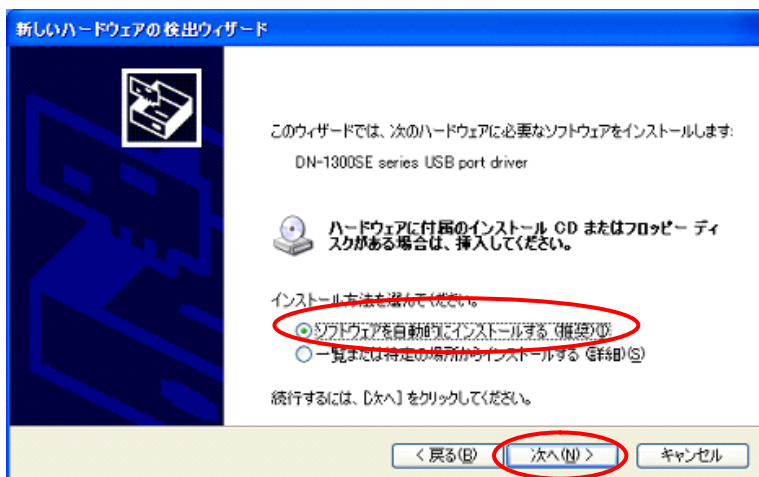 新しいハードウェアの検出ウィザード
このウィザードでは、次のハードウェアに必要なソフトウェアをインストールします:
DN-1300SE series USB port driver
ハードウェアに付属のインストール CD またはフロッピー ディ
スクがある場合は、挿入してください。
インストール方法を選んでください。
ソフトウェアを自動的にインストールする (推奨)(I)
一覧または特定の場所からインストールする (詳細)(S)
続行するには、[次へ] をクリックしてください。
< 戻る(B)
次へ(N) >
キャンセル